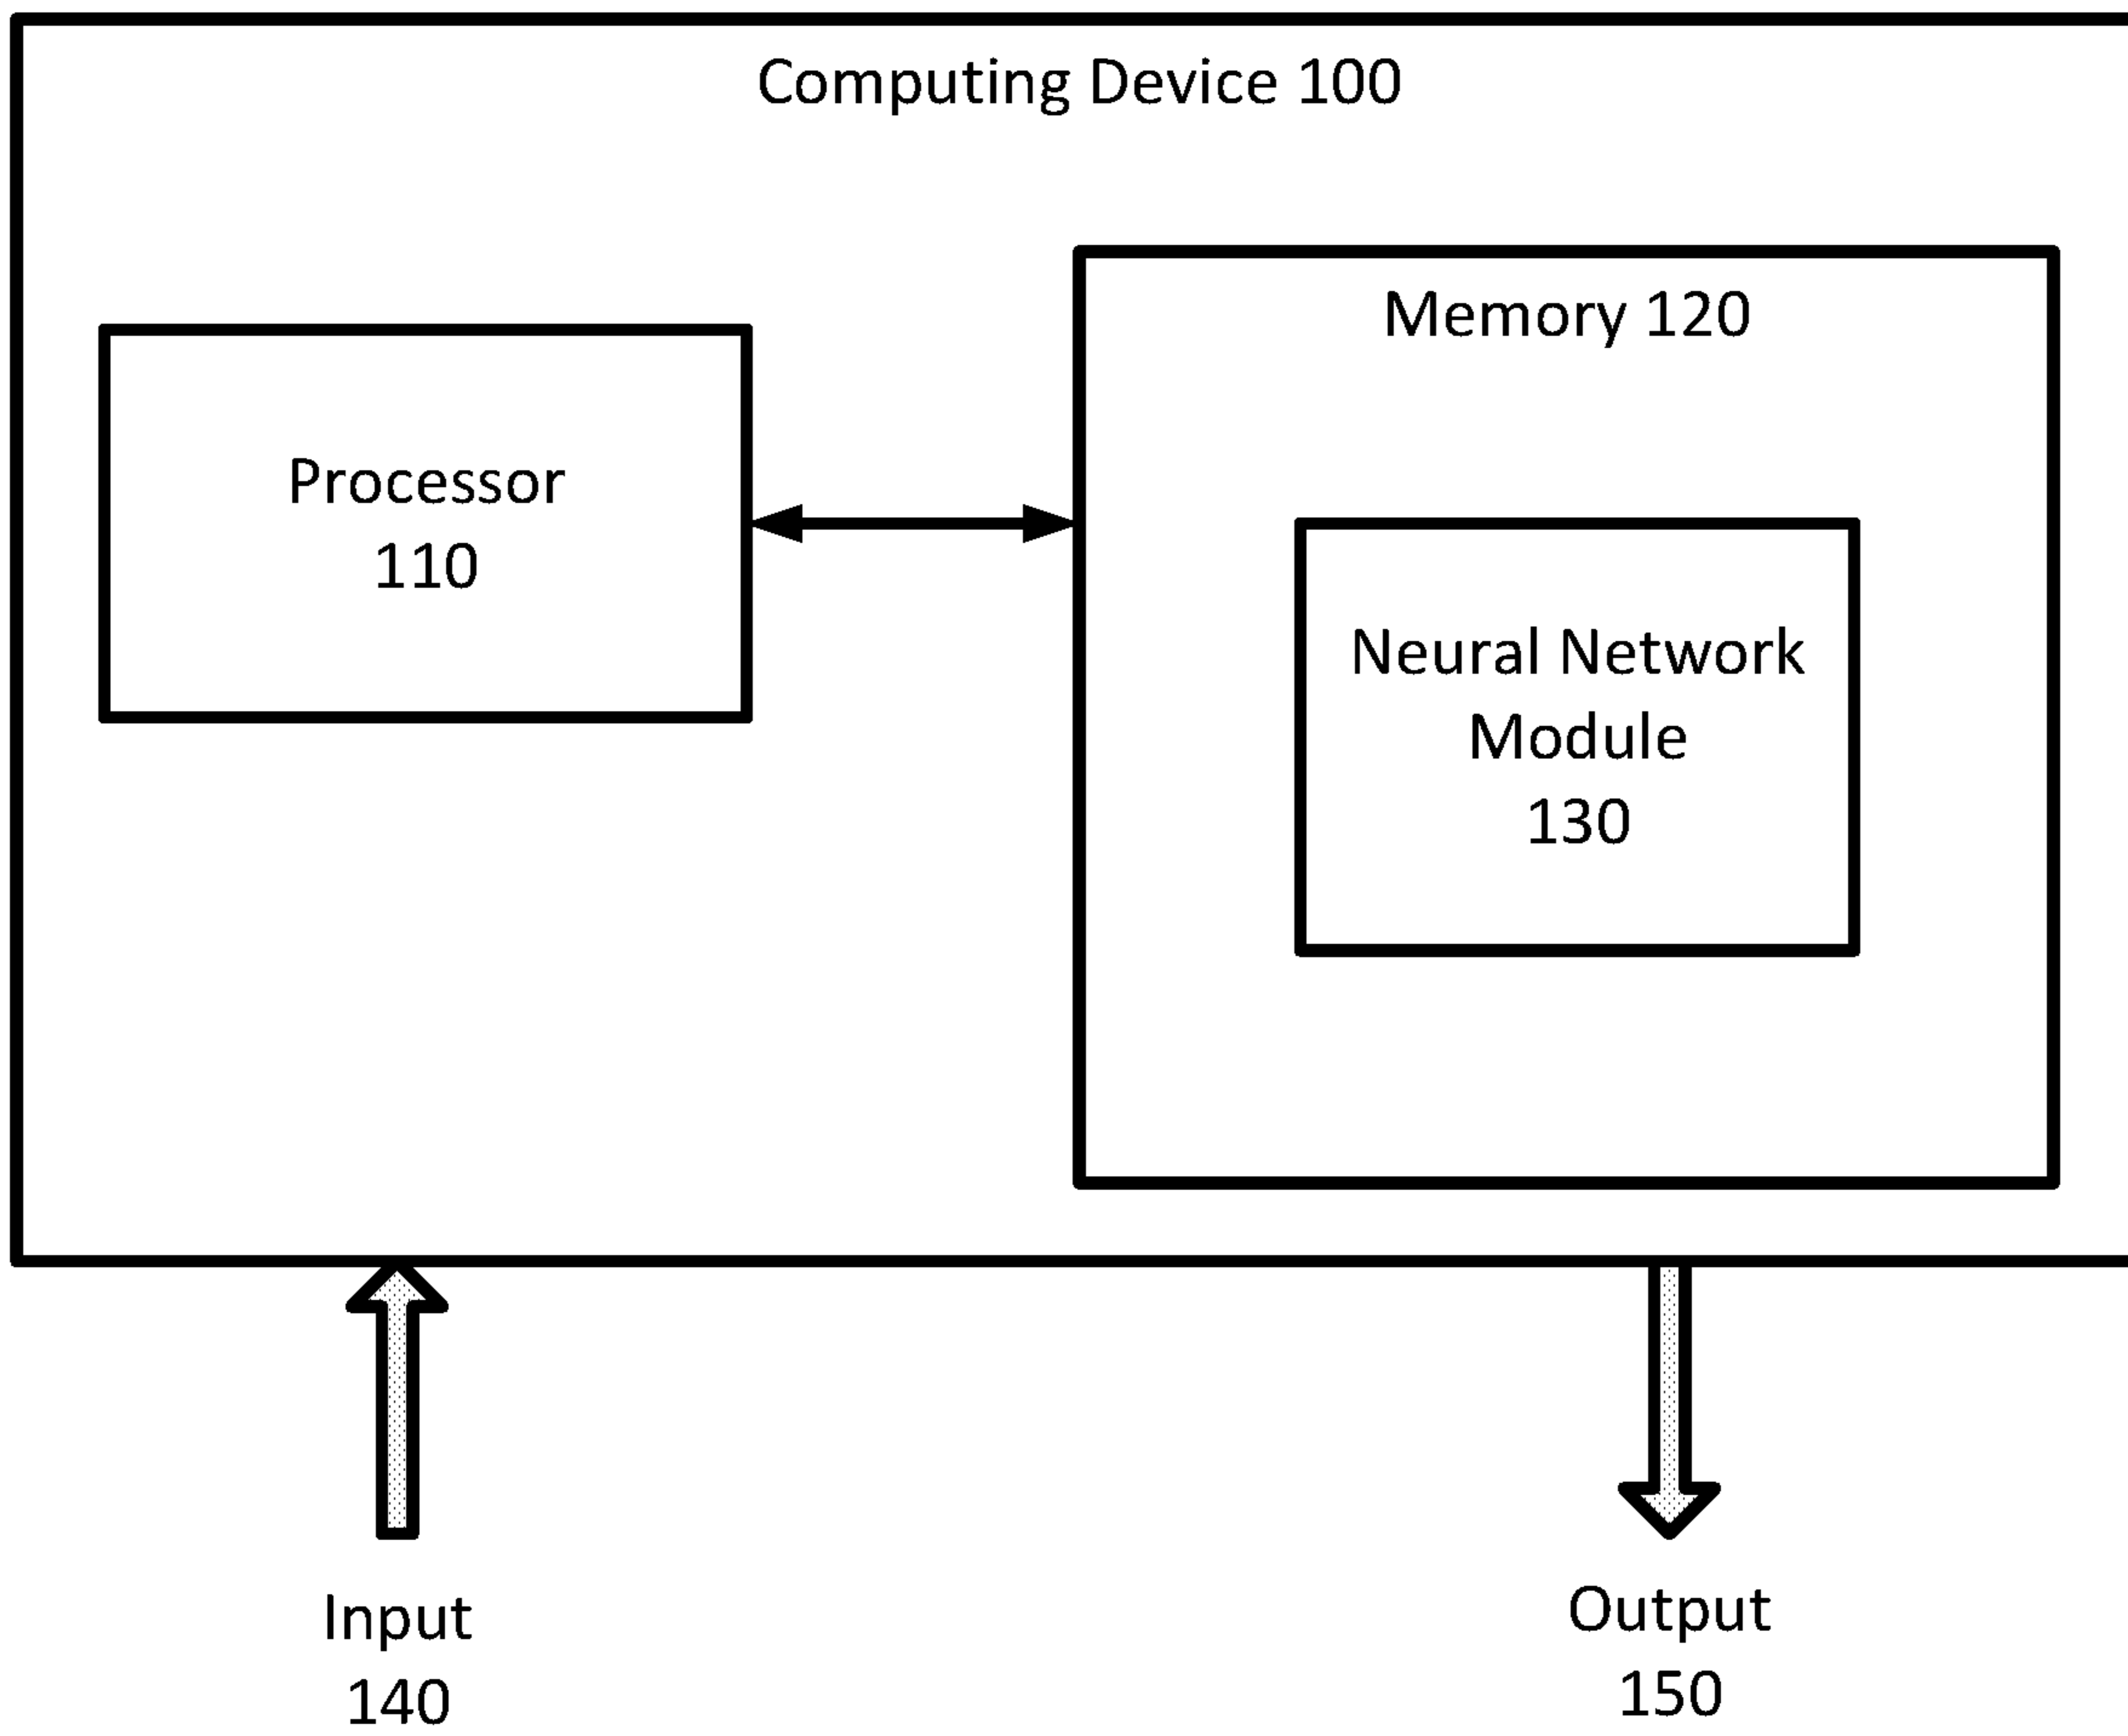 Computing Device 100
Memory 120
Processor
110
Neural Network
Module
130
Input
140
Output
150